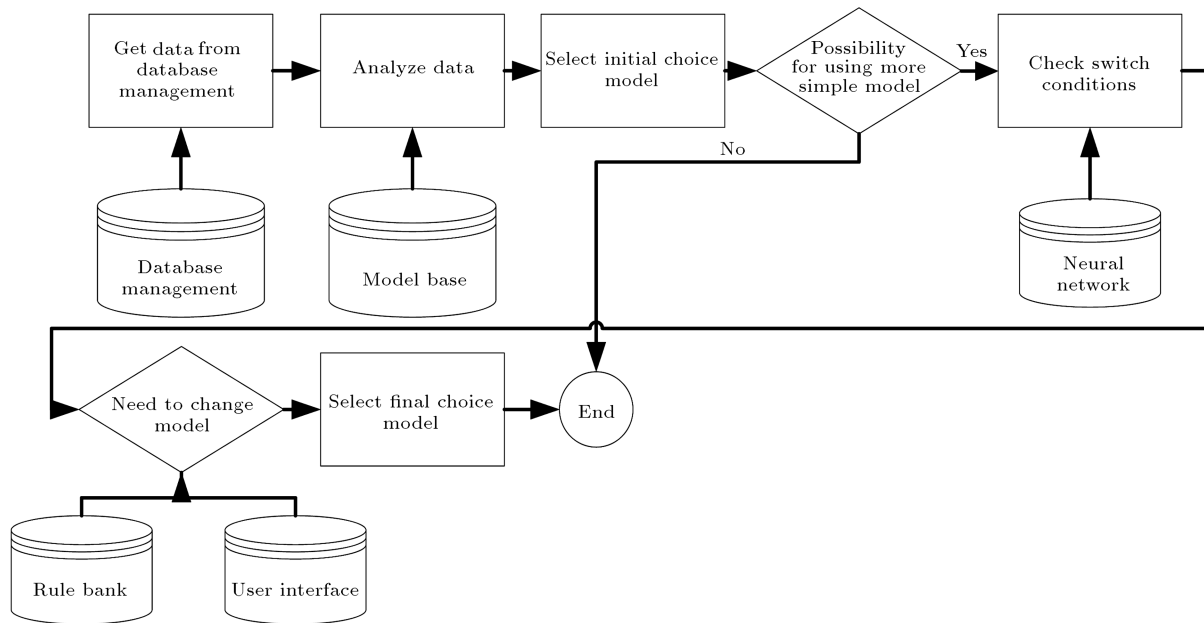 Get data from
database
management
Analyze data
Select initial choice
model
Possibility
for using more
simple model
Yes
Check switch
conditions
No
Database
management
Model base
Neural
network
Need to change
model
Select final choice
model
End
Rule bank
User interface